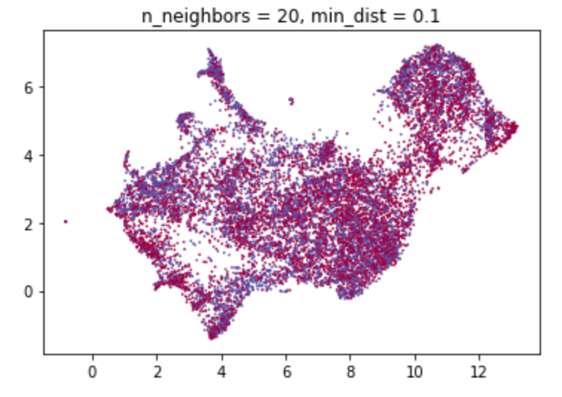 n_neighbors = 20, min_dist = 0.1
6
4
2
0
0 2 4 6 8 10 12